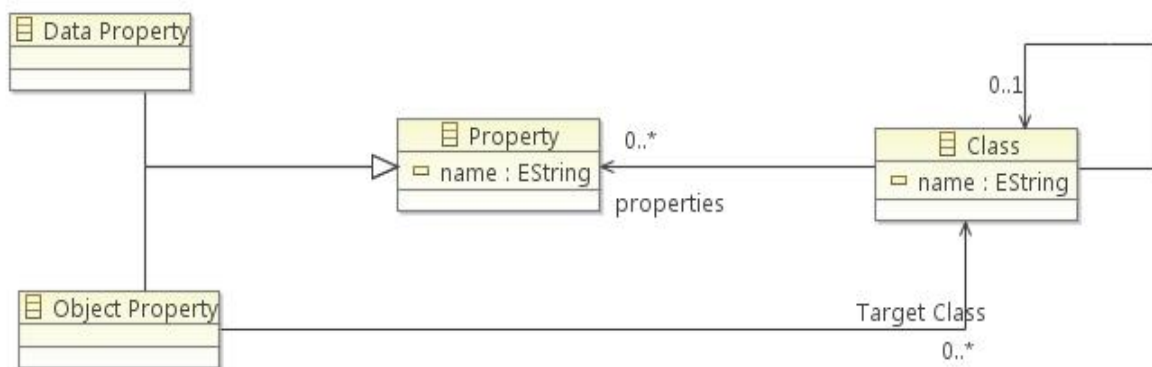 Data Property
0..1
Property
0..*
Class
name : EString
name : EString
properties
Object Property
Target Class
0..*